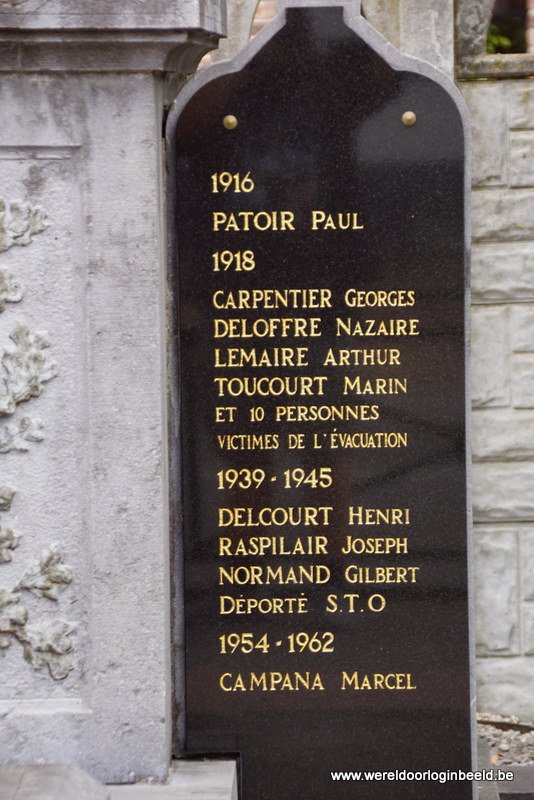 1916
PATOIR PAUL
1918
CARPENTIER GEORGES
DELOFFRE NAZAIRE
LEMAIRE ARTHUR
TOUCOURT MARIN
ET 10 PERSONNES
VICTIMES DE L'ÉVACUATION
1939 - 1945
DELCOURT HENRI
RASPILAIR JOSEPH
NORMAND GILBERT
DÉPORTÉ S.T.O
1954 - 1962
CAMPANA MARCEL
www.wereldoorloginbeeld.be